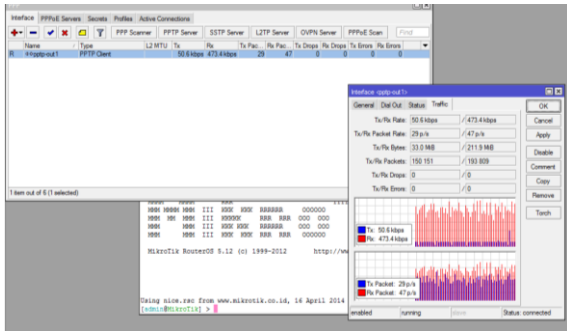 Interface PPPoE Servers Secrets Profiles Active Connections
PPP Scanner PPTP Server SSTP Server L2TP Server OVPN Server PPPoE Scan Find
Name Type L2 MTU Tx Rx Tx Pac... Rx Pac... Tx Drops Rx Drops Tx Errors Rx Errors
R pptp-out1 PPTP Client 50.6 kbps 473.4 kbps 29 47 0 0 0 0
1 item out of 6 (1 selected)
Interface <pptp-out1>
General Dial Out Status Traffic
Tx/Rx Rate: 50.6 kbps / 473.4 kbps
Tx/Rx Packet Rate: 29 p/s / 47 p/s
Tx/Rx Bytes: 33.0 MiB / 211.9 MiB
Tx/Rx Packets: 150 151 / 193 809
Tx/Rx Drops: 0 / 0
Tx/Rx Errors: 0 / 0
OK
Cancel
Apply
Disable
Comment
Copy
Remove
Torch
Tx: 50.6 kbps
Rx: 473.4 kbps
Tx Packet: 29 p/s
Rx Packet: 47 p/s
enabled running slave Status: connected
MikroTik RouterOS 5.12 (c) 1999-2012 http://ww
Using nice.rsc from www.mikrotik.co.id, 16 April 2014
[admin@MikroTik] >